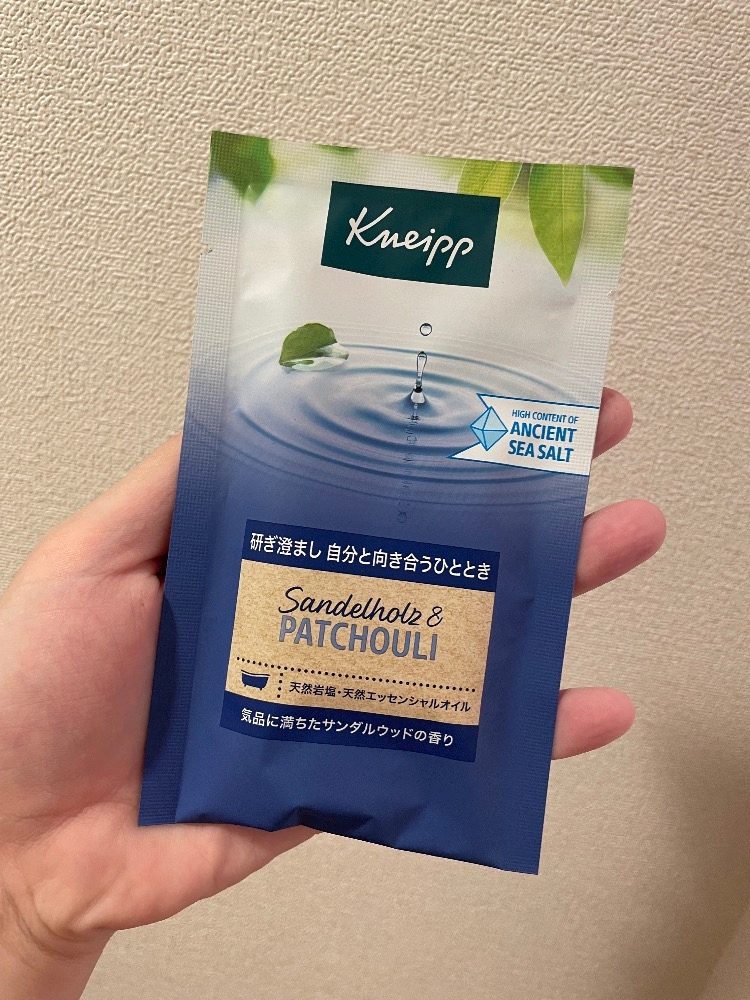 Kneipp
HIGH CONTENT OF
ANCIENT
SEA SALT
研ぎ澄まし 自分と向き合うひととき
Sandelholz &
PATCHOULI
天然岩塩・天然エッセンシャルオイル
気品に満ちたサンダルウッドの香り